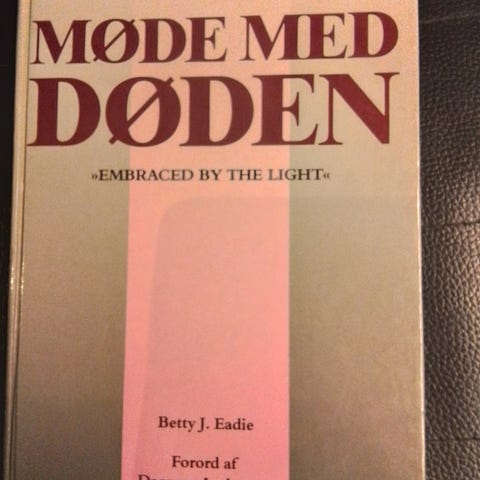 MØDE MED
DØDEN
»EMBRACED BY THE LIGHT«
Betty J. Eadie
Forord af